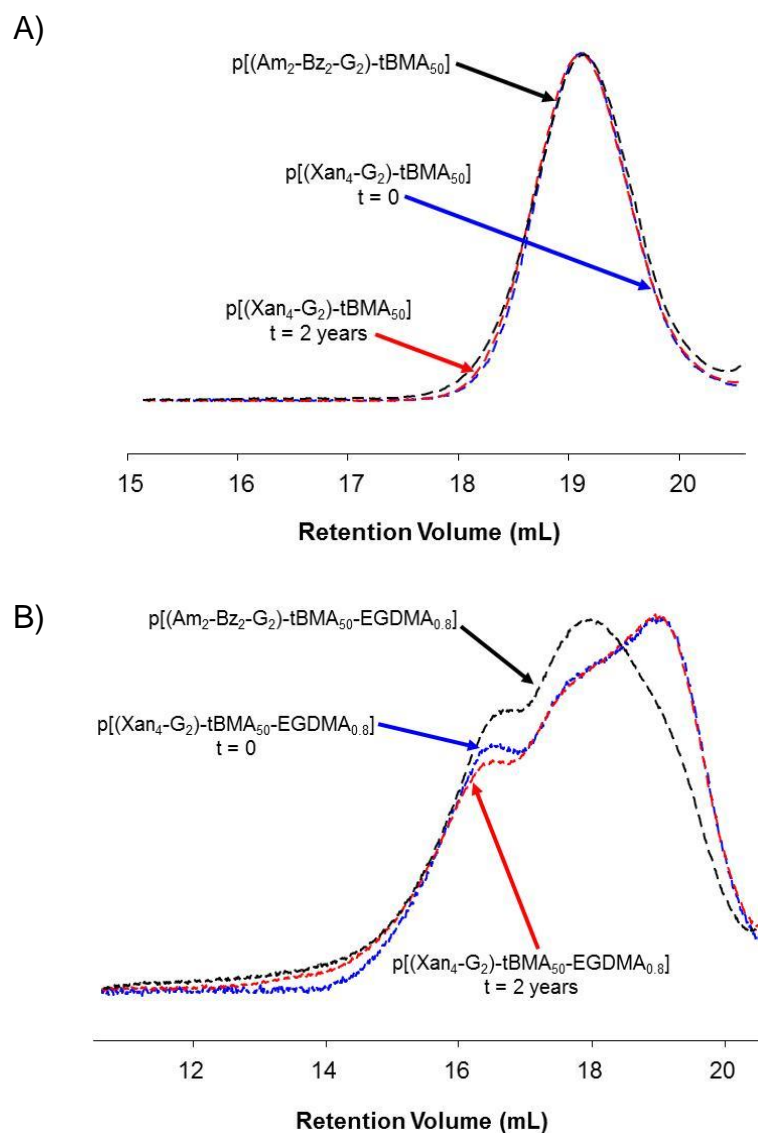 A)
p[(Am₂-Bz₂-G₂)-tBMA₅₀]
p[(Xan₄-G₂)-tBMA₅₀]
t = 0
p[(Xan₄-G₂)-tBMA₅₀]
t = 2 years
15 16 17 18 19 20
Retention Volume (mL)
B)
p[(Am₂-Bz₂-G₂)-tBMA₅₀-EGDMA₀.₈]
p[(Xan₄-G₂)-tBMA₅₀-EGDMA₀.₈]
t = 0
p[(Xan₄-G₂)-tBMA₅₀-EGDMA₀.₈]
t = 2 years
12 14 16 18 20
Retention Volume (mL)